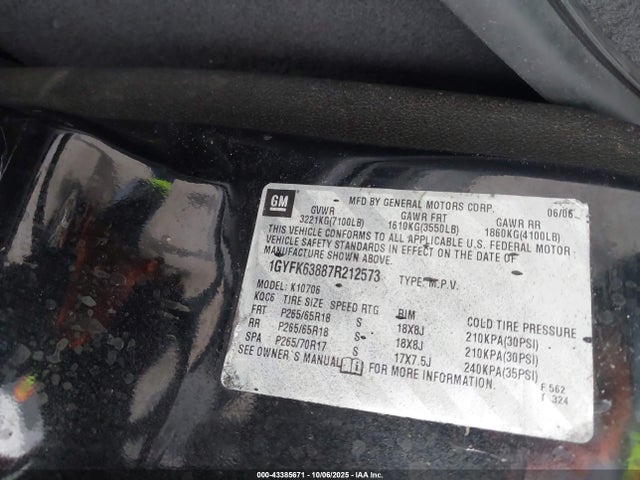 GM
MFD BY GENERAL MOTORS CORP. 06/06
GVWR GAWR FRT GAWR RR
3221KG(7100LB) 1610KG(3550LB) 1860KG(4100LB)
THIS VEHICLE CONFORMS TO ALL APPLICABLE U.S. FEDERAL MOTOR
VEHICLE SAFETY STANDARDS IN EFFECT ON THE DATE OF
MANUFACTURE SHOWN ABOVE.
1GYFK63887R212573 TYPE: M.P.V.
MODEL: K10706
KOC6 TIRE SIZE SPEED RTG RIM COLD TIRE PRESSURE
FRT P265/65R18 S 18X8J 210KPA(30PSI)
RR P265/65R18 S 18X8J 210KPA(30PSI)
SPA P265/70R17 S 17X7.5J 240KPA(35PSI)
SEE OWNER'S MANUAL FOR MORE INFORMATION.
F 562
T 324
000-43385671 | 10/06/2025 | IAA Inc.